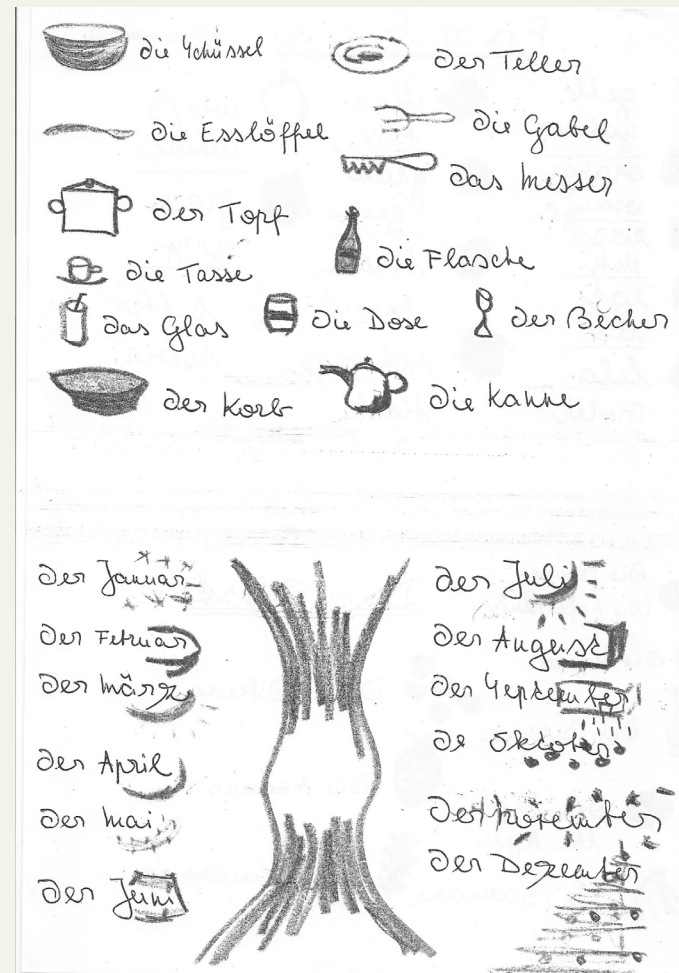 die Schüssel
der Teller
die Esslöffel
die Gabel
das Messer
der Topf
die Flasche
die Tasse
das Glas
die Dose
der Becher
der Korb
die Kanne
der Januar
der Februar
der März
der April
der Mai
der Juni
der Juli
der August
der September
de Oktober
der November
der Dezember